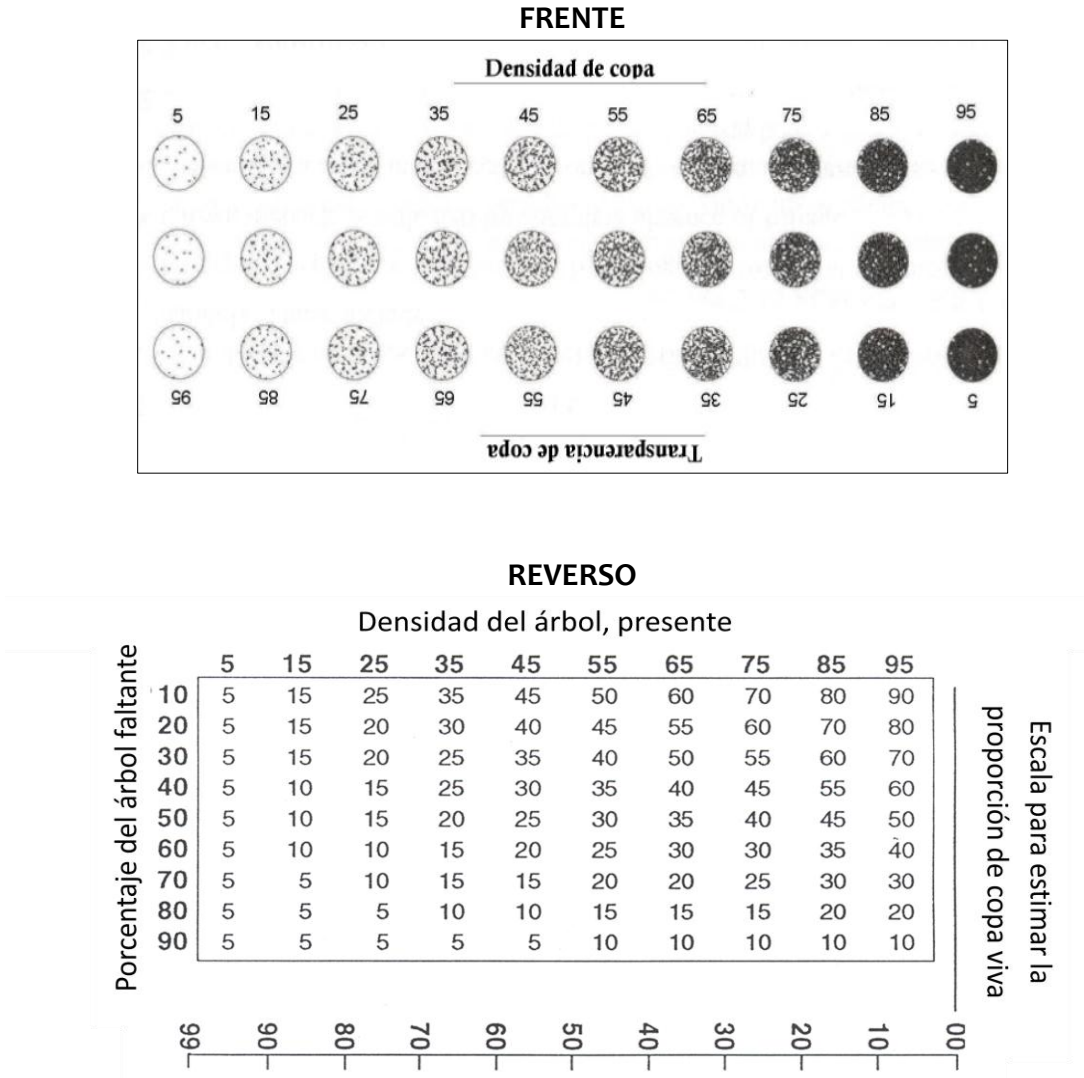 FRENTE
Densidad de copa
5 15 25 35 45 55 65 75 85 95
95 85 75 65 55 45 35 25 15 5
Transparencia de copa
REVERSO
Densidad del árbol, presente
Porcentaje del árbol faltante
5 15 25 35 45 55 65 75 85 95
10 5 15 25 35 45 50 60 70 80 90
20 5 15 20 30 40 45 55 60 70 80
30 5 15 20 25 35 40 50 55 60 70
40 5 10 15 25 30 35 40 45 55 60
50 5 10 15 20 25 30 35 40 45 50
60 5 10 10 15 20 25 30 30 35 40
70 5 5 10 15 15 20 20 25 30 30
80 5 5 5 10 10 15 15 15 20 20
90 5 5 5 5 5 10 10 10 10 10
Escala para estimar la
proporción de copa viva
99 90 80 70 60 50 40 30 20 10 00